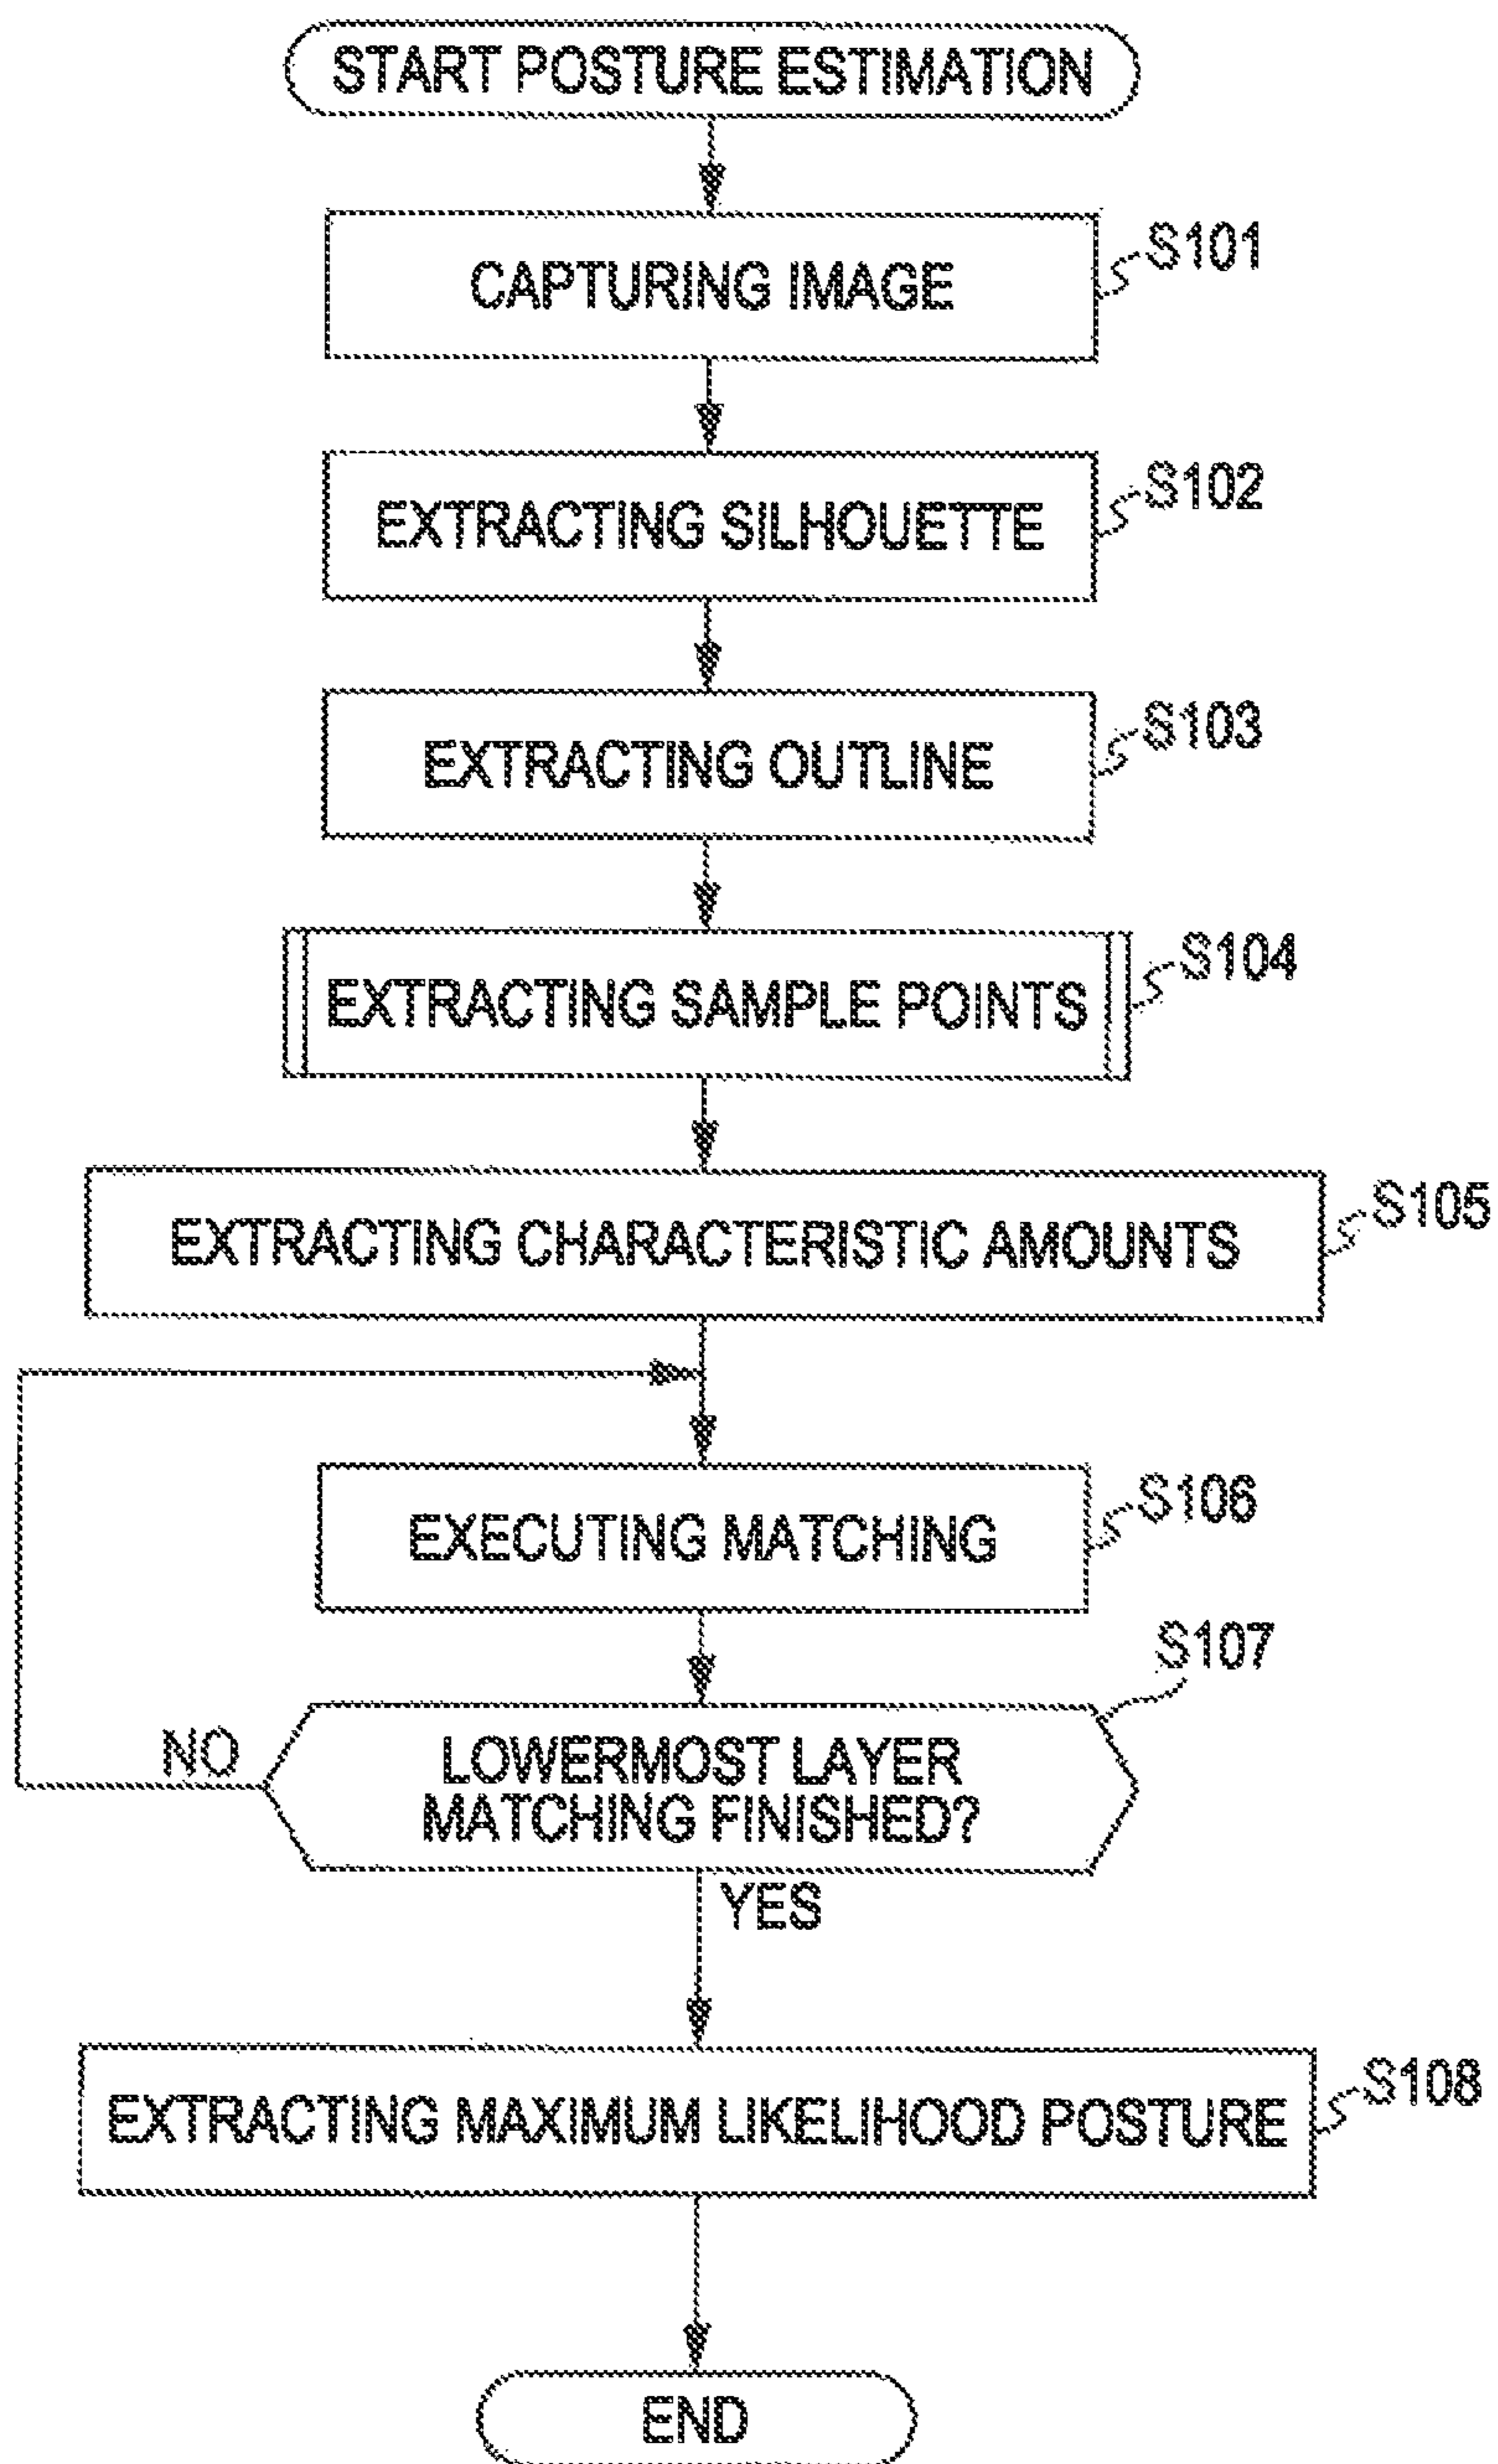 START POSTURE ESTIMATION
CAPTURING IMAGE
S101
EXTRACTING SILHOUETTE
S102
EXTRACTING OUTLINE
S103
EXTRACTING SAMPLE POINTS
S104
EXTRACTING CHARACTERISTIC AMOUNTS
S105
EXECUTING MATCHING
S106
S107
LOWERMOST LAYER
MATCHING FINISHED?
NO
YES
EXTRACTING MAXIMUM LIKELIHOOD POSTURE
S108
END